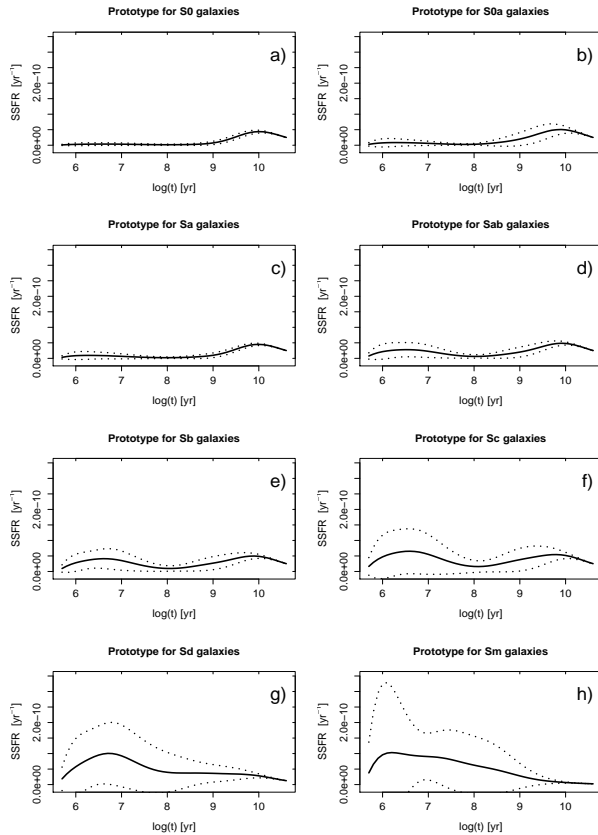 Prototype for S0 galaxies
a)
SSFR [yr⁻¹]
0.0e+00 2.0e−10
6 7 8 9 10
log(t) [yr]
Prototype for S0a galaxies
b)
SSFR [yr⁻¹]
0.0e+00 2.0e−10
6 7 8 9 10
log(t) [yr]
Prototype for Sa galaxies
c)
SSFR [yr⁻¹]
0.0e+00 2.0e−10
6 7 8 9 10
log(t) [yr]
Prototype for Sab galaxies
d)
SSFR [yr⁻¹]
0.0e+00 2.0e−10
6 7 8 9 10
log(t) [yr]
Prototype for Sb galaxies
e)
SSFR [yr⁻¹]
0.0e+00 2.0e−10
6 7 8 9 10
log(t) [yr]
Prototype for Sc galaxies
f)
SSFR [yr⁻¹]
0.0e+00 2.0e−10
6 7 8 9 10
log(t) [yr]
Prototype for Sd galaxies
g)
SSFR [yr⁻¹]
0.0e+00 2.0e−10
6 7 8 9 10
log(t) [yr]
Prototype for Sm galaxies
h)
SSFR [yr⁻¹]
0.0e+00 2.0e−10
6 7 8 9 10
log(t) [yr]